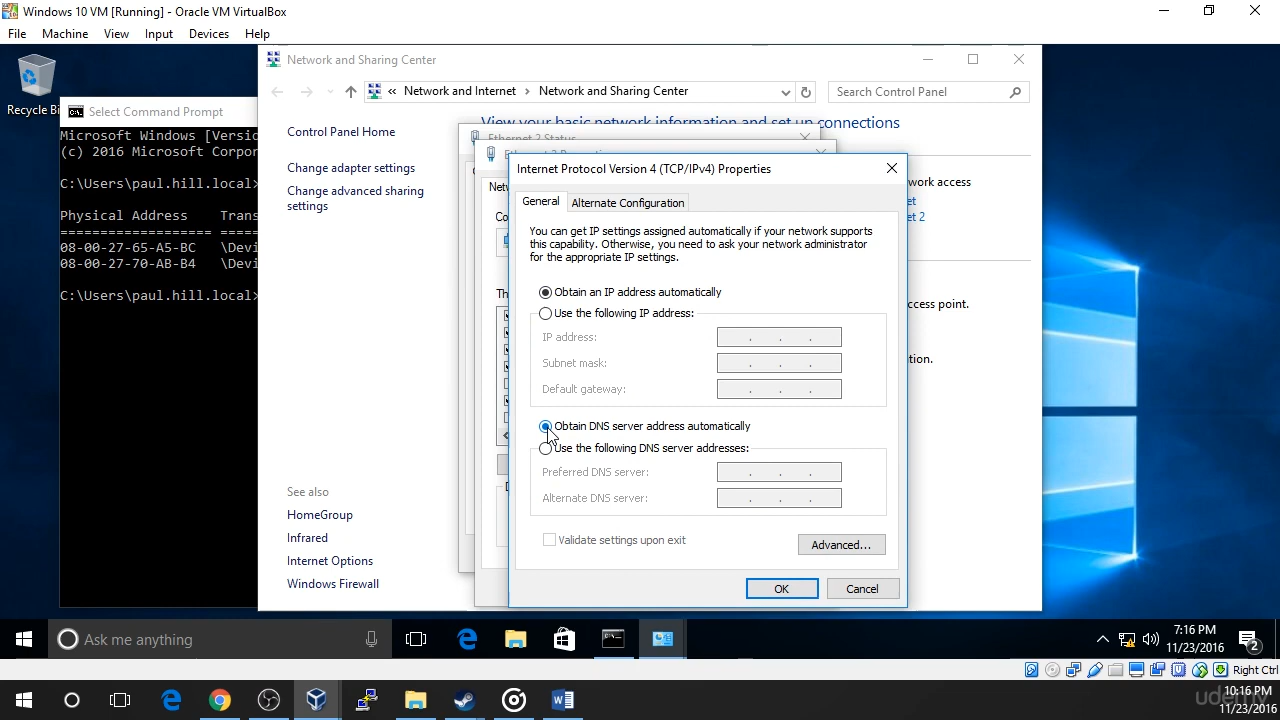 Windows 10 VM [Running] - Oracle VM VirtualBox
File Machine View Input Devices Help
Network and Sharing Center
Recycle Bi
« Network and Internet › Network and Sharing Center
Search Control Panel
Select Command Prompt
Microsoft Windows [Versic
(c) 2016 Microsoft Corpor
C:\Users\paul.hill.local>
Physical Address Trans
=================== =====
08-00-27-65-A5-BC \Devi
08-00-27-70-AB-B4 \Devi
C:\Users\paul.hill.local>
Control Panel Home
Change adapter settings
Change advanced sharing
settings
See also
HomeGroup
Infrared
Internet Options
Windows Firewall
View your basic network information and set up connections
Ethernet 2 Status
work access
et
et 2
ccess point.
tion.
Netw
Co
Th
Internet Protocol Version 4 (TCP/IPv4) Properties
General Alternate Configuration
You can get IP settings assigned automatically if your network supports
this capability. Otherwise, you need to ask your network administrator
for the appropriate IP settings.
Obtain an IP address automatically
Use the following IP address:
IP address: . . .
Subnet mask: . . .
Default gateway: . . .
Obtain DNS server address automatically
Use the following DNS server addresses:
Preferred DNS server: . . .
Alternate DNS server: . . .
Validate settings upon exit
Advanced...
OK Cancel
Ask me anything
7:16 PM
11/23/2016
2
Right Ctrl
udemy
10:16 PM
11/23/2016